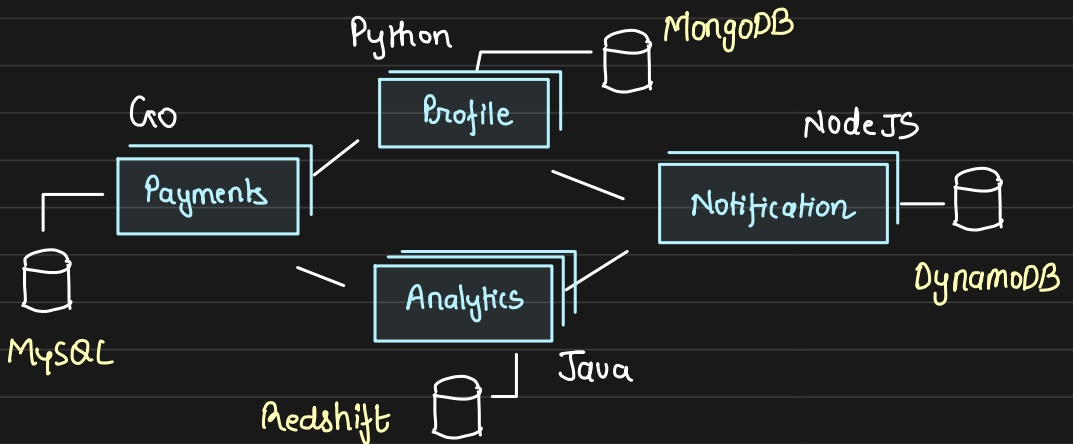 Python
MongoDB
Profile
Go
NodeJS
Payments
Notification
DynamoDB
Analytics
MySQL
Java
Redshift